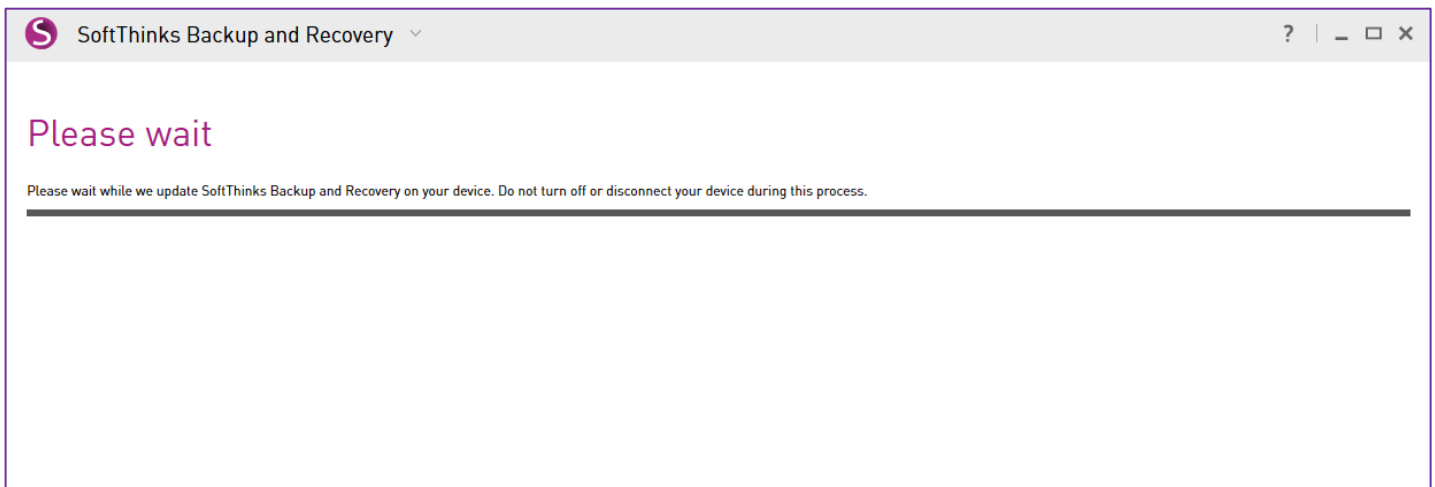 S SoftThinks Backup and Recovery ?
Please wait
Please wait while we update SoftThinks Backup and Recovery on your device. Do not turn off or disconnect your device during this process.